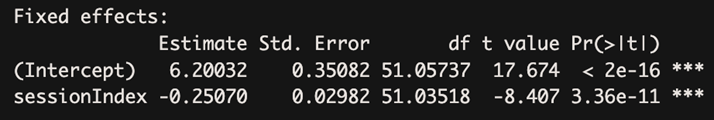 Fixed effects:
Estimate Std. Error df t value Pr(>|t|)
(Intercept) 6.20032 0.35082 51.05737 17.674 < 2e-16 ***
sessionIndex -0.25070 0.02982 51.03518 -8.407 3.36e-11 ***